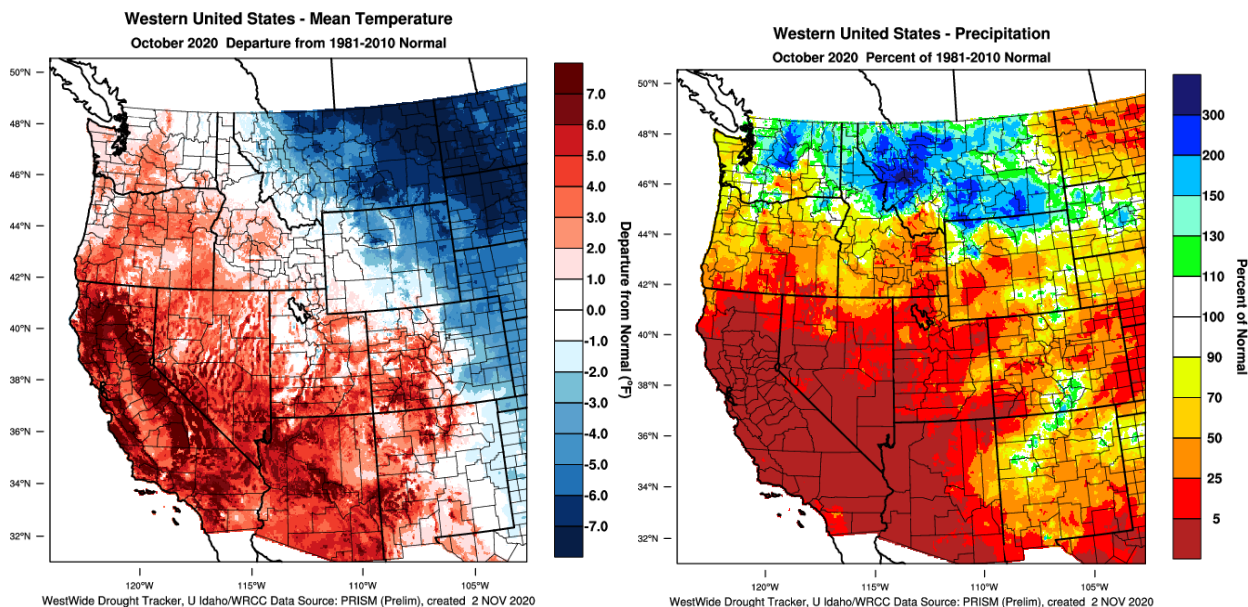 Western United States - Mean Temperature
October 2020 Departure from 1981-2010 Normal
50°N
48°N
46°N
44°N
42°N
40°N
38°N
36°N
34°N
32°N
120°W
115°W
110°W
105°W
7.0
6.0
5.0
4.0
3.0
2.0
1.0
0.0
-1.0
-2.0
-3.0
-4.0
-5.0
-6.0
-7.0
Departure from Normal (°F)
WestWide Drought Tracker, U Idaho/WRCC Data Source: PRISM (Prelim), created 2 NOV 2020
Western United States - Precipitation
October 2020 Percent of 1981-2010 Normal
50°N
48°N
46°N
44°N
42°N
40°N
38°N
36°N
34°N
32°N
120°W
115°W
110°W
105°W
300
200
150
130
110
100
90
70
50
25
5
Percent of Normal
WestWide Drought Tracker, U Idaho/WRCC Data Source: PRISM (Prelim), created 2 NOV 2020